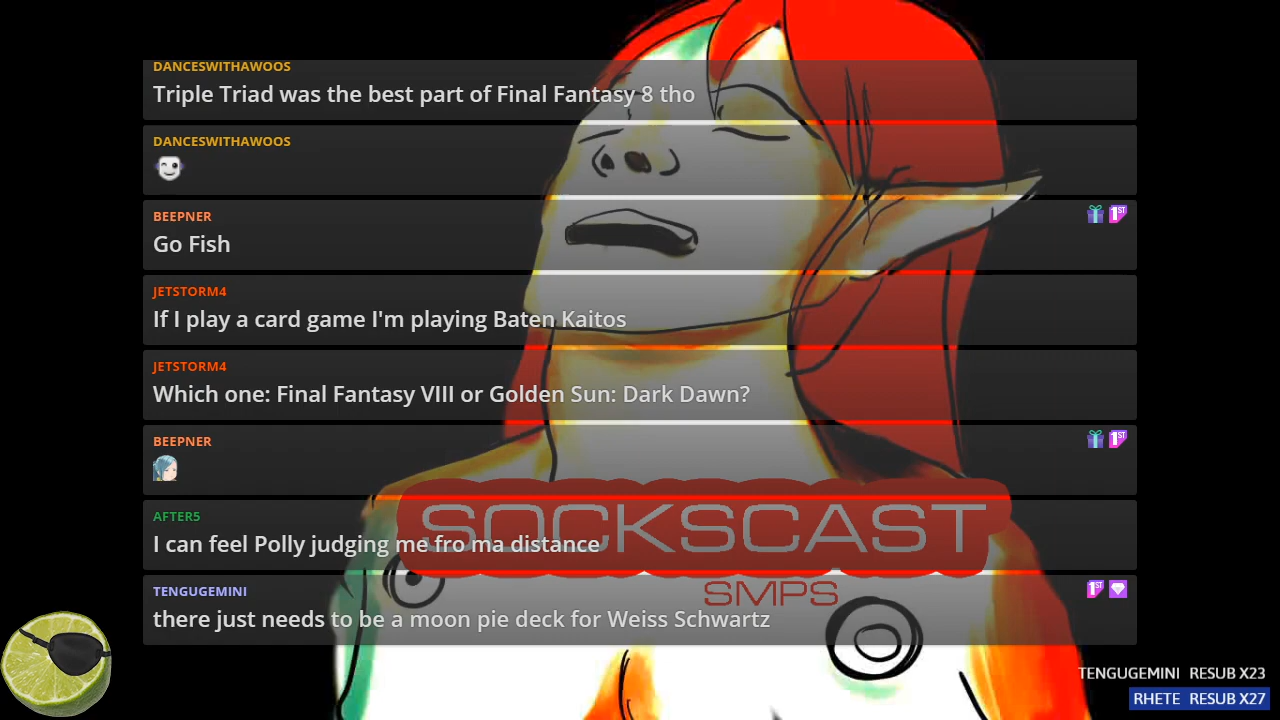 DANCESWITHAWOOS
Triple Triad was the best part of Final Fantasy 8 tho
DANCESWITHAWOOS
BEEPNER
1ST
Go Fish
JETSTORM4
If I play a card game I'm playing Baten Kaitos
JETSTORM4
Which one: Final Fantasy VIII or Golden Sun: Dark Dawn?
BEEPNER
1ST
AFTER5
I can feel Polly judging me fro ma distance
SOCKSCAST
SMPS
TENGUGEMINI
1ST
there just needs to be a moon pie deck for Weiss Schwartz
TENGUGEMINI RESUB X23
RHETE RESUB X27